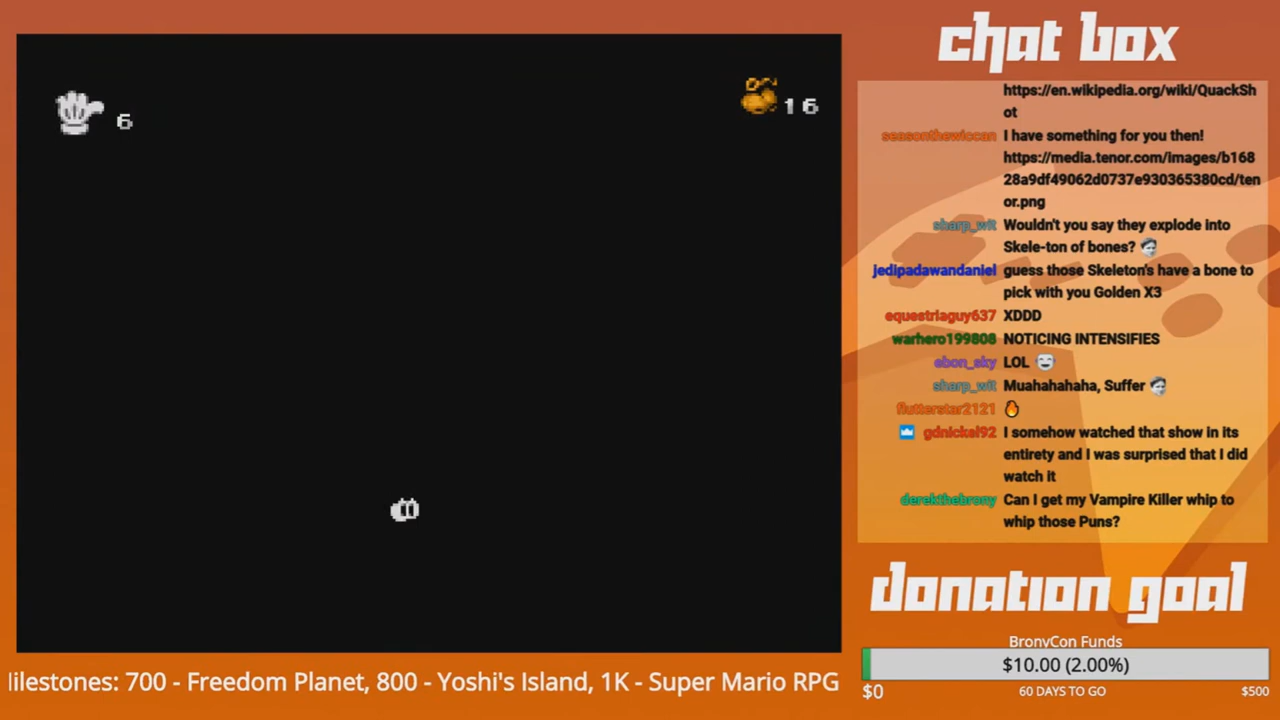 6
16
chat box
https://en.wikipedia.org/wiki/QuackSh
ot
seasonthewiccan I have something for you then!
https://media.tenor.com/images/b168
28a9df49062d0737e930365380cd/ten
or.png
sharp_wit Wouldn't you say they explode into
Skele-ton of bones?
jedipadawandaniel guess those Skeleton's have a bone to
pick with you Golden X3
equestriaguy637 XDDD
warhero199808 NOTICING INTENSIFIES
ebon_sky LOL
sharp_wit Muahahahaha, Suffer
flutterstar2121
gdnickel92 I somehow watched that show in its
entirety and I was surprised that I did
watch it
derekthebrony Can I get my Vampire Killer whip to
whip those Puns?
donation goal
BronyCon Funds
$10.00 (2.00%)
$0 60 DAYS TO GO $500
Milestones: 700 - Freedom Planet, 800 - Yoshi's Island, 1K - Super Mario RPG